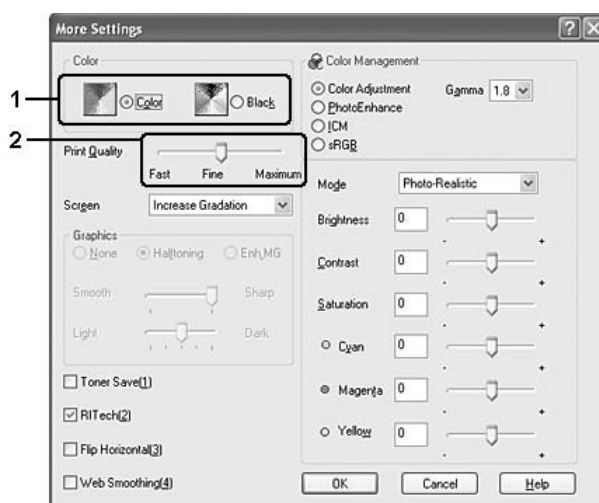 More Settings
Color
1
Color
Black
2
Print Quality
Fast Fine Maximum
Screen Increase Gradation
Graphics
None Halftoning Enh.MG
Smooth Sharp
Light Dark
Toner Save(1)
RITech(2)
Flip Horizontal(3)
Web Smoothing(4)
Color Management
Color Adjustment
PhotoEnhance
ICM
sRGB
Gamma 1.8
Mode Photo-Realistic
Brightness 0
- +
Contrast 0
- +
Saturation 0
- +
Cyan 0
- +
Magenta 0
- +
Yellow 0
- +
OK Cancel Help